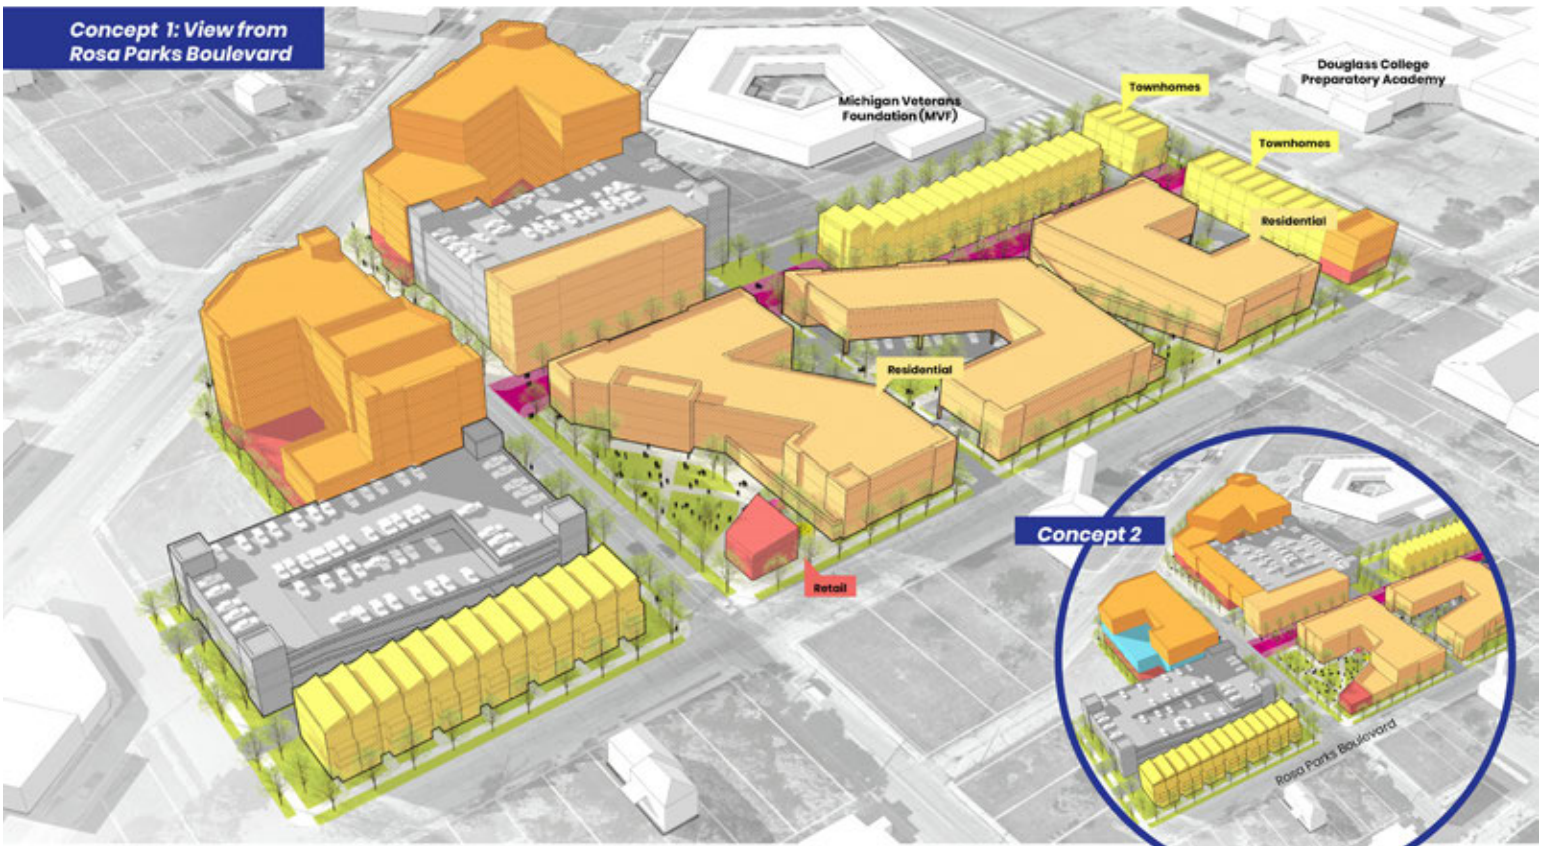 Concept 1: View from
Rosa Parks Boulevard
Michigan Veterans
Foundation (MVF)
Townhomes
Douglass College
Preparatory Academy
Townhomes
Residential
Residential
Retail
Concept 2
Rosa Parks Boulevard